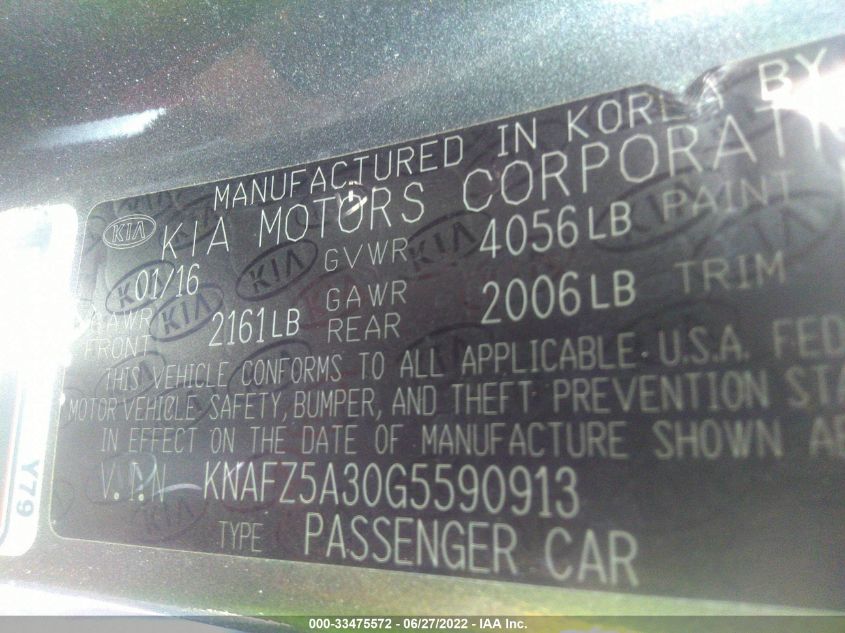 MANUFACTURED IN KOREA BY
KIA KIA MOTORS CORPORATI
01/16 GVWR 4056LB PAINT
GAWR FRONT 2161LB GAWR REAR 2006LB TRIM
THIS VEHICLE CONFORMS TO ALL APPLICABLE U.S.A. FED
MOTOR VEHICLE SAFETY, BUMPER, AND THEFT PREVENTION STA
IN EFFECT ON THE DATE OF MANUFACTURE SHOWN AB
V.I.N KNAFZ5A30G5590913
TYPE PASSENGER CAR
Y79
000-33475572 / 06/27/2022 - IAA Inc.